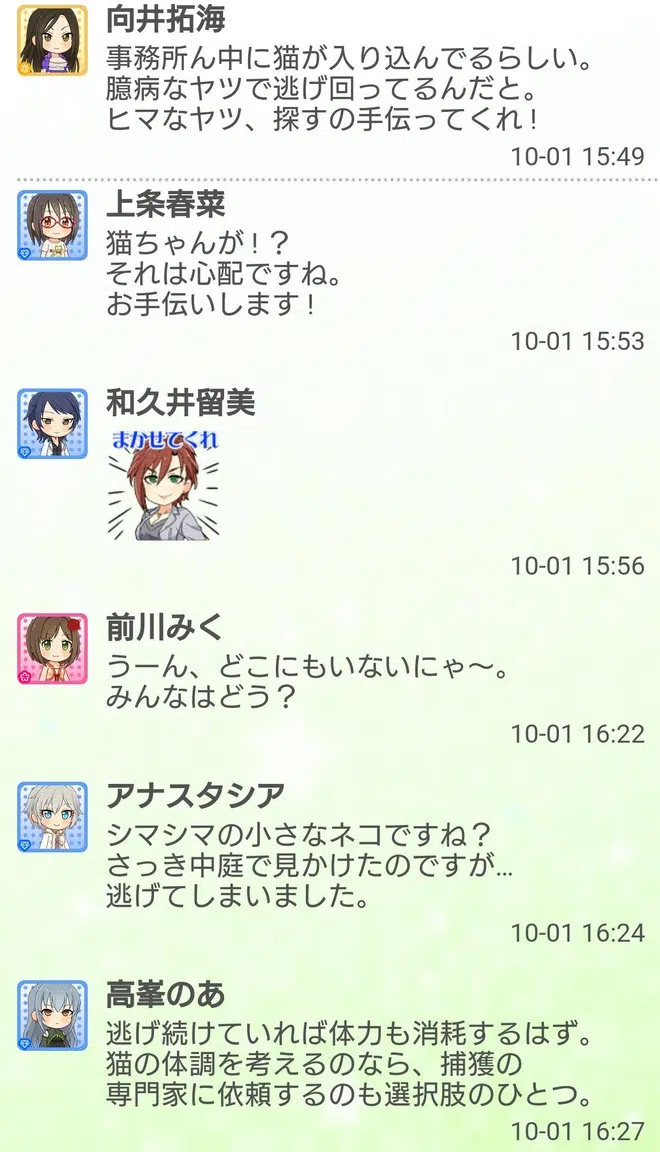 向井拓海
事務所ん中に猫が入り込んでるらしい。
臆病なヤツで逃げ回ってるんだと。
ヒマなヤツ、探すの手伝ってくれ！
10-01 15:49
上条春菜
猫ちゃんが！？
それは心配ですね。
お手伝いします！
10-01 15:53
和久井留美
まかせてくれ
10-01 15:56
前川みく
うーん、どこにもいないにゃ～。
みんなはどう？
10-01 16:22
アナスタシア
シマシマの小さなネコですね？
さっき中庭で見かけたのですが…
逃げてしまいました。
10-01 16:24
高峯のあ
逃げ続けていれば体力も消耗するはず。
猫の体調を考えるのなら、捕獲の
専門家に依頼するのも選択肢のひとつ。
10-01 16:27